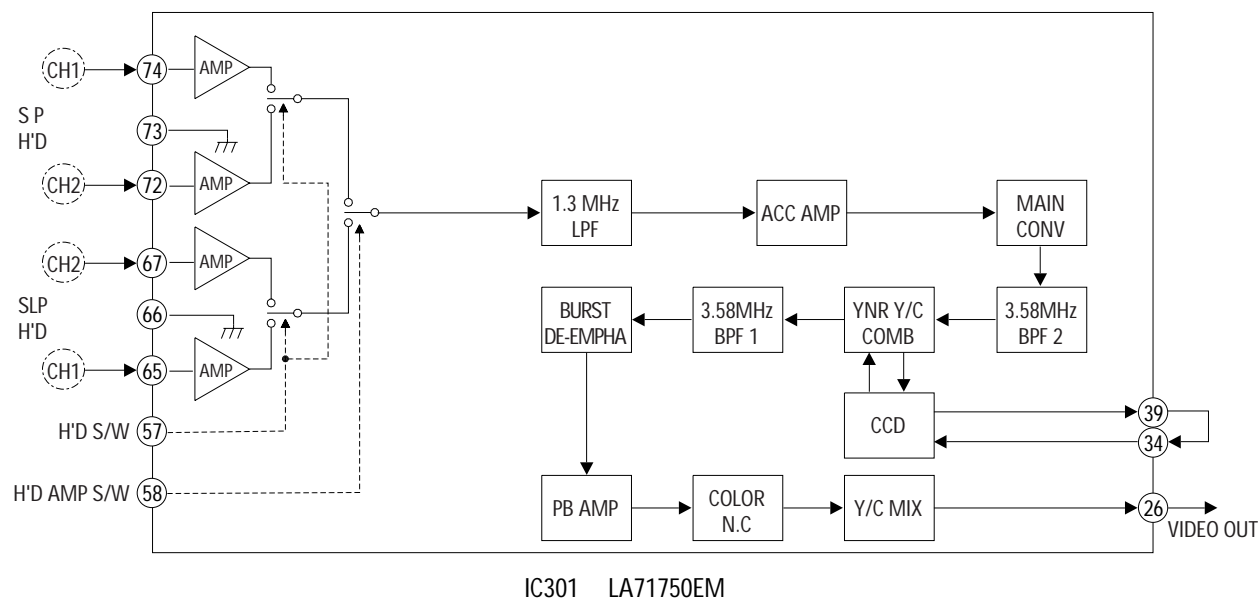 CH1
74
AMP
S P
H'D
73
CH2
72
AMP
CH2
67
AMP
SLP
H'D
66
CH1
65
AMP
H'D S/W
57
H'D AMP S/W
58
1.3 MHz
LPF
ACC AMP
MAIN
CONV
BURST
DE-EMPHA
3.58MHz
BPF 1
YNR Y/C
COMB
3.58MHz
BPF 2
CCD
39
34
PB AMP
COLOR
N.C
Y/C MIX
26
VIDEO OUT
IC301 LA71750EM